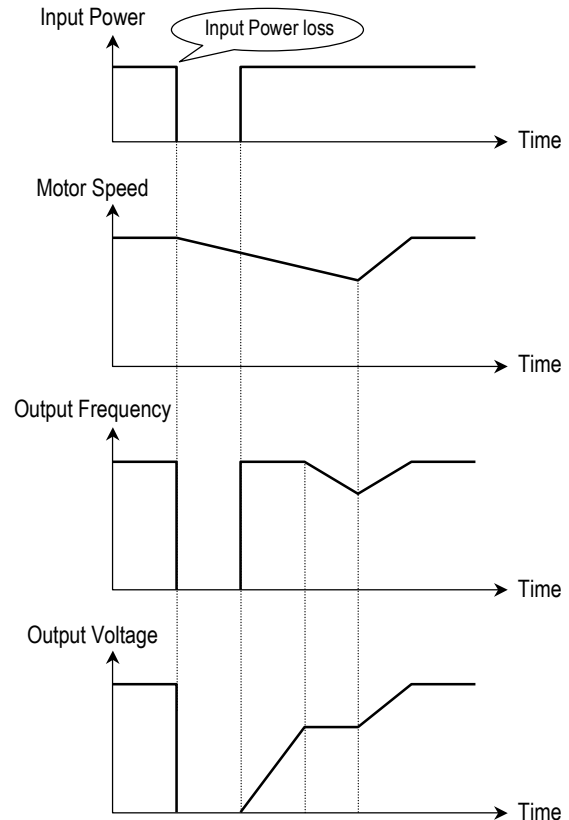 Input Power
Input Power loss
Time
Motor Speed
Time
Output Frequency
Time
Output Voltage
Time